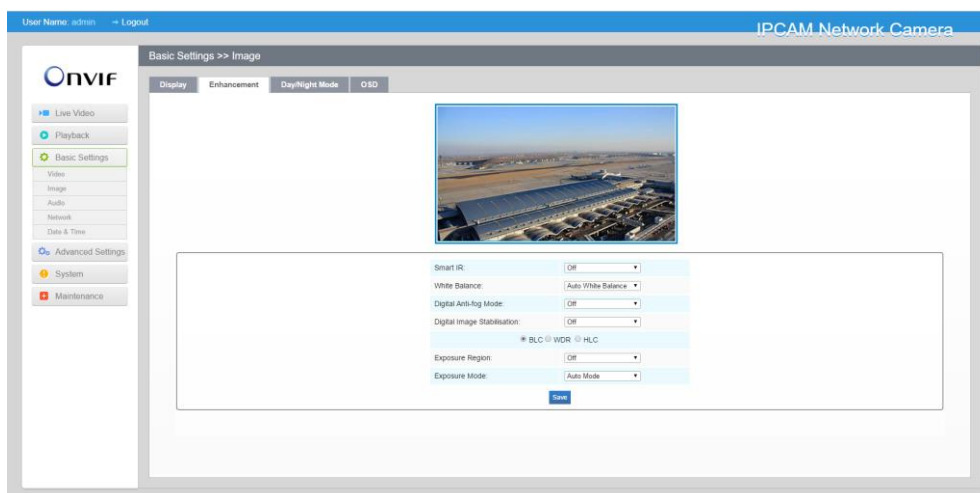 User Name: admin → Logout
IPCAM Network Camera
ONVIF
Basic Settings >> Image
Display Enhancement Day/Night Mode OSD
Live Video
Playback
Basic Settings
Video
Image
Audio
Network
Date & Time
Advanced Settings
System
Maintenance
Smart IR: Off
White Balance: Auto White Balance
Digital Anti-fog Mode: Off
Digital Image Stabilisation: Off
BLC WDR HLC
Exposure Region: Off
Exposure Mode: Auto Mode
Save